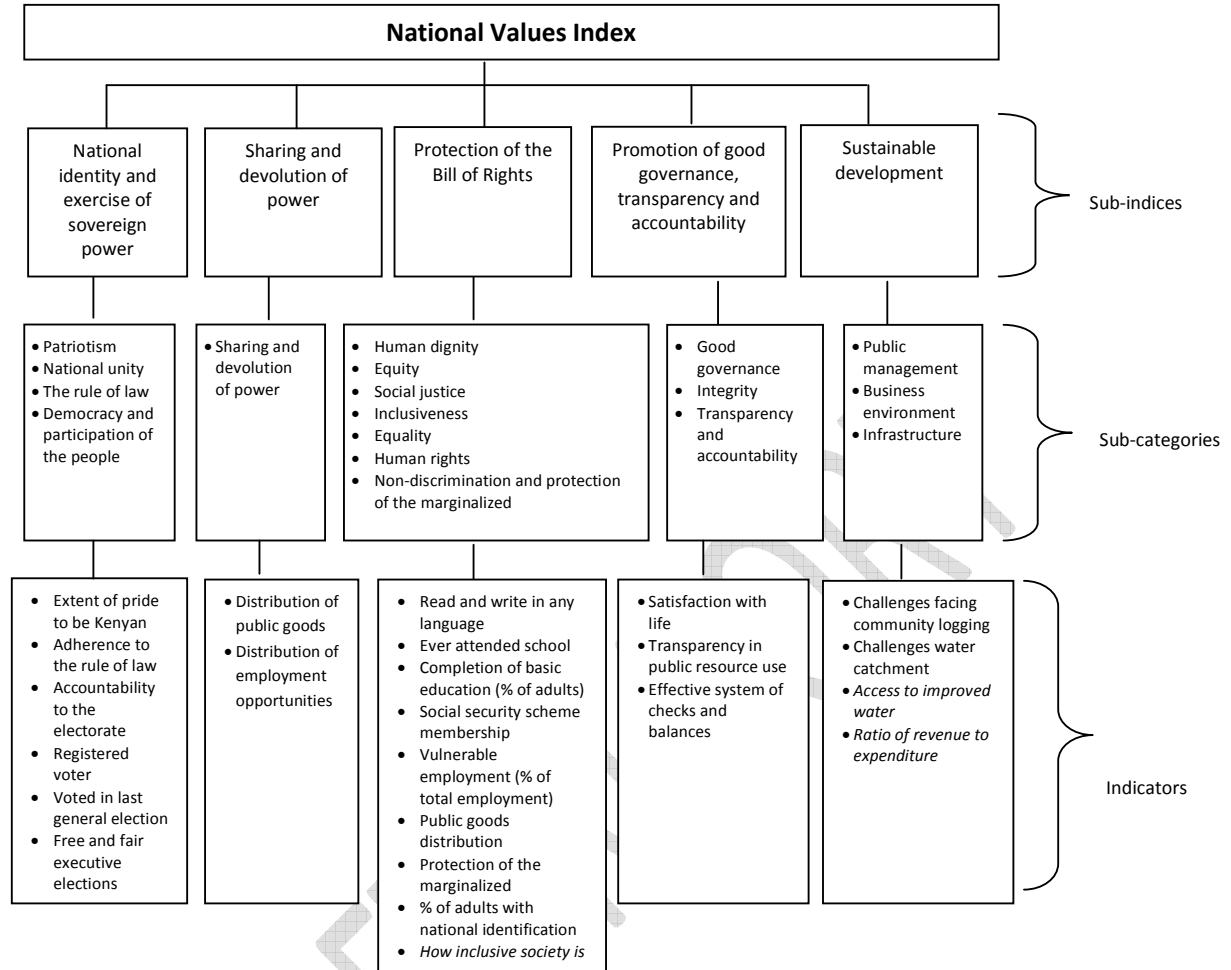 National Values Index
National
identity and
exercise of
sovereign
power
Sharing and
devolution of
power
Protection of the
Bill of Rights
Promotion of good
governance,
transparency and
accountability
Sustainable
development
Sub-indices
• Patriotism
• National unity
• The rule of law
• Democracy and
participation of
the people
• Sharing and
devolution
of power
• Human dignity
• Equity
• Social justice
• Inclusiveness
• Equality
• Human rights
• Non-discrimination and protection
of the marginalized
• Good
governance
• Integrity
• Transparency
and
accountability
• Public
management
• Business
environment
• Infrastructure
Sub-categories
• Extent of pride
to be Kenyan
• Adherence to
the rule of law
• Accountability
to the
electorate
• Registered
voter
• Voted in last
general election
• Free and fair
executive
elections
• Distribution of
public goods
• Distribution of
employment
opportunities
• Read and write in any
language
• Ever attended school
• Completion of basic
education (% of adults)
• Social security scheme
membership
• Vulnerable
employment (% of
total employment)
• Public goods
distribution
• Protection of the
marginalized
• % of adults with
national identification
• How inclusive society is
• Satisfaction with
life
• Transparency in
public resource use
• Effective system of
checks and
balances
• Challenges facing
community logging
• Challenges water
catchment
• Access to improved
water
• Ratio of revenue to
expenditure
Indicators